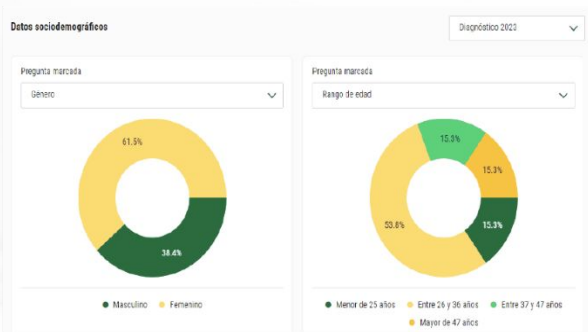 Datos sociodemográficos
Diagnóstico 2023
Pregunta marcada
Género
61.5%
38.4%
Masculino
Femenino
Pregunta marcada
Rango de edad
15.3%
15.3%
53.8%
15.3%
Menor de 25 años
Entre 26 y 36 años
Entre 37 y 47 años
Mayor de 47 años